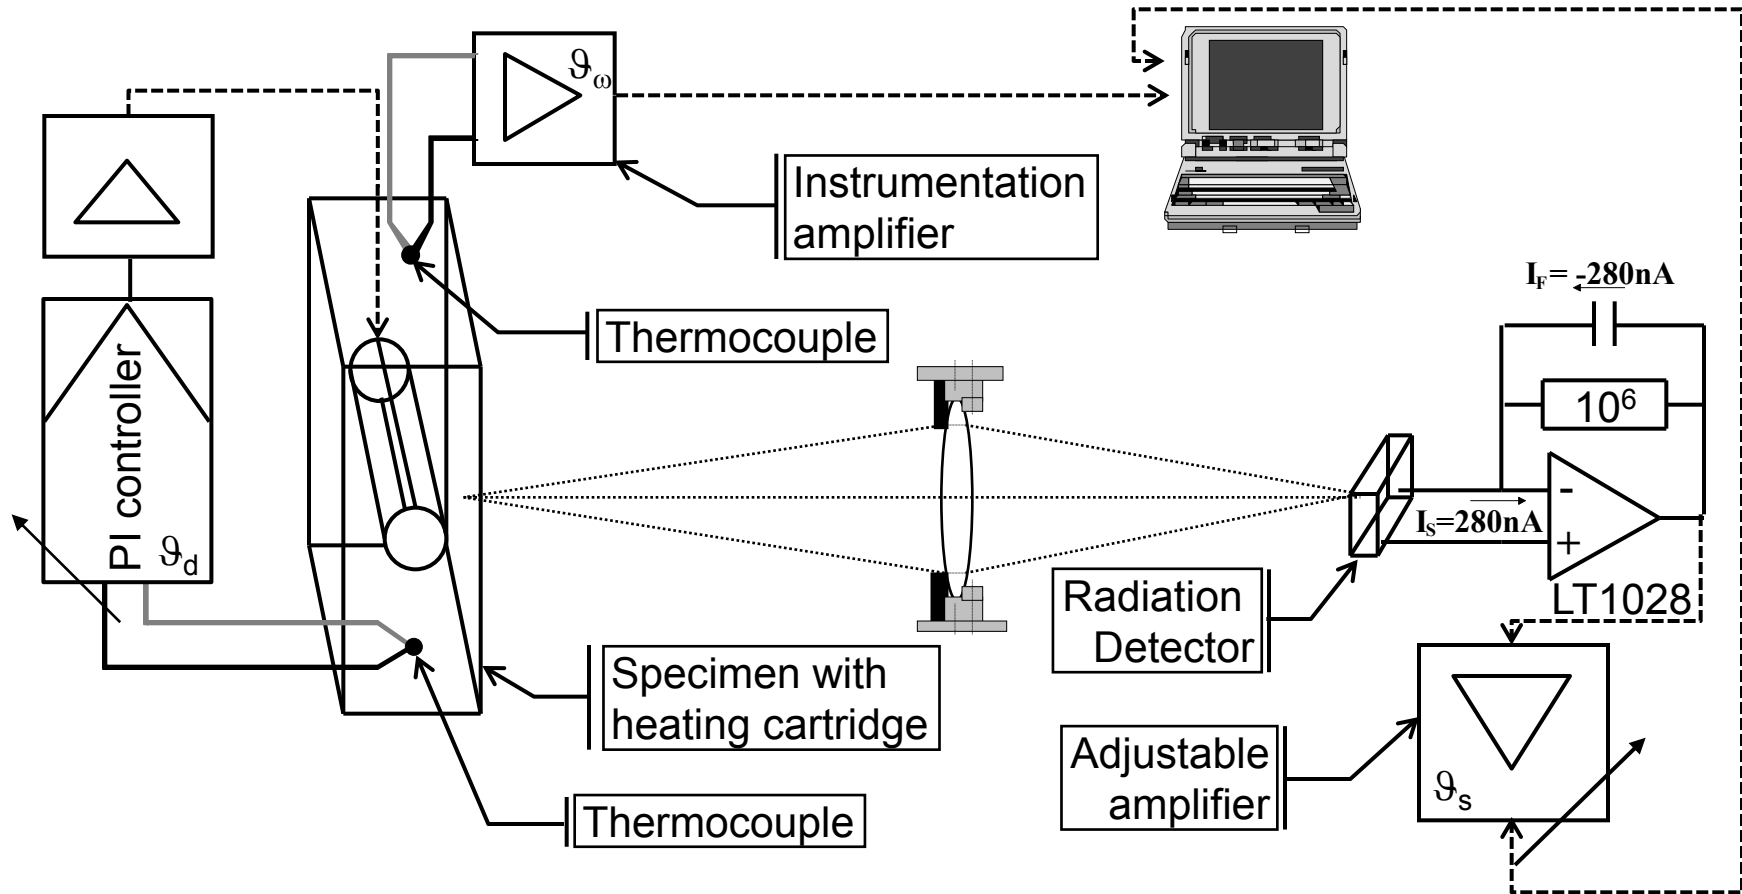 ϑω
Instrumentation
amplifier
Thermocouple
PI controller
ϑd
Specimen with
heating cartridge
Thermocouple
IF= -280nA
10⁶
IS=280nA
-
+
LT1028
Radiation
Detector
Adjustable
amplifier
ϑs